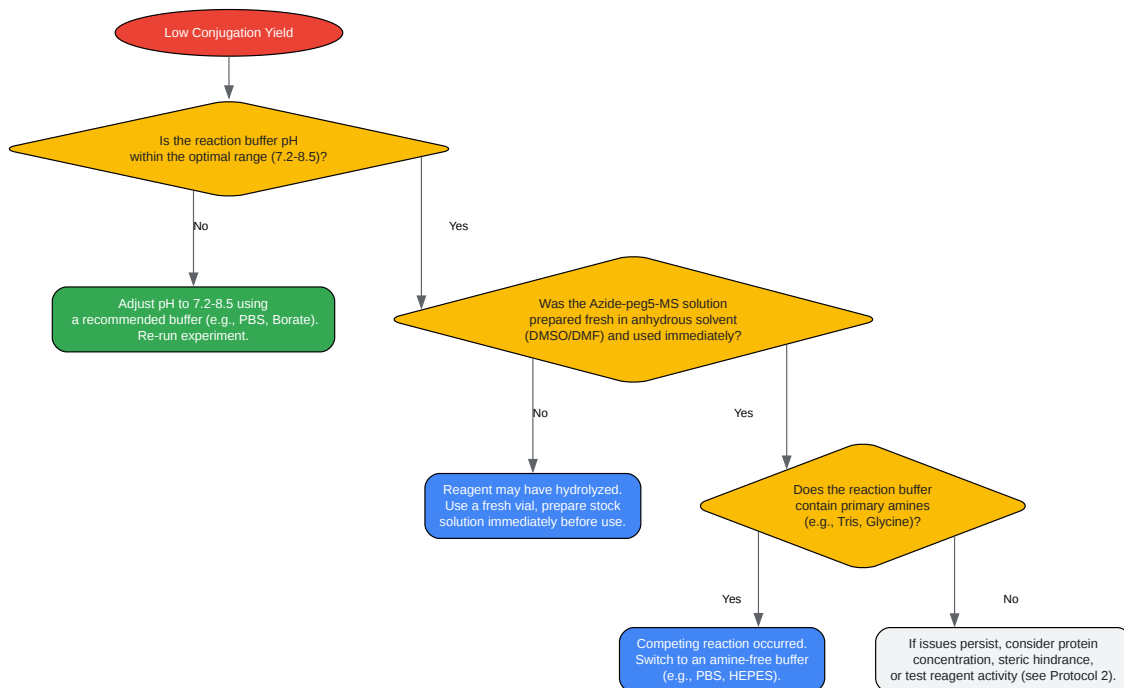 Low Conjugation Yield
Is the reaction buffer pH
within the optimal range (7.2-8.5)?
No
Yes
Adjust pH to 7.2-8.5 using
a recommended buffer (e.g., PBS, Borate).
Re-run experiment.
Was the Azide-peg5-MS solution
prepared fresh in anhydrous solvent
(DMSO/DMF) and used immediately?
No
Yes
Reagent may have hydrolyzed.
Use a fresh vial, prepare stock
solution immediately before use.
Does the reaction buffer
contain primary amines
(e.g., Tris, Glycine)?
Yes
No
Competing reaction occurred.
Switch to an amine-free buffer
(e.g., PBS, HEPES).
If issues persist, consider protein
concentration, steric hindrance,
or test reagent activity (see Protocol 2).